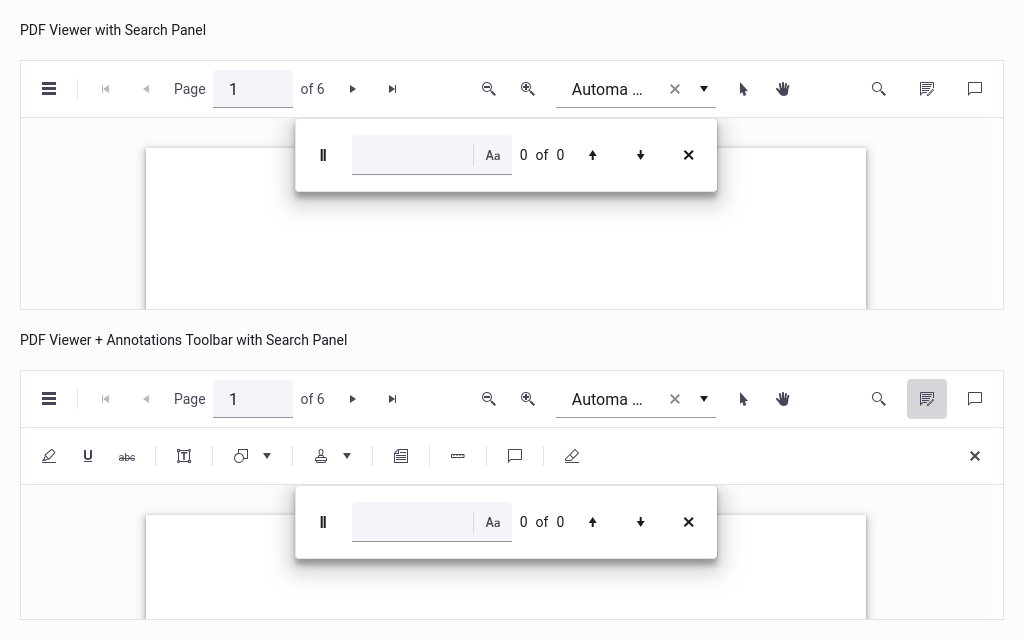 PDF Viewer with Search Panel
Page 1 of 6 Automa ...
Aa 0 of 0
PDF Viewer + Annotations Toolbar with Search Panel
Page 1 of 6 Automa ...
U abc T
Aa 0 of 0